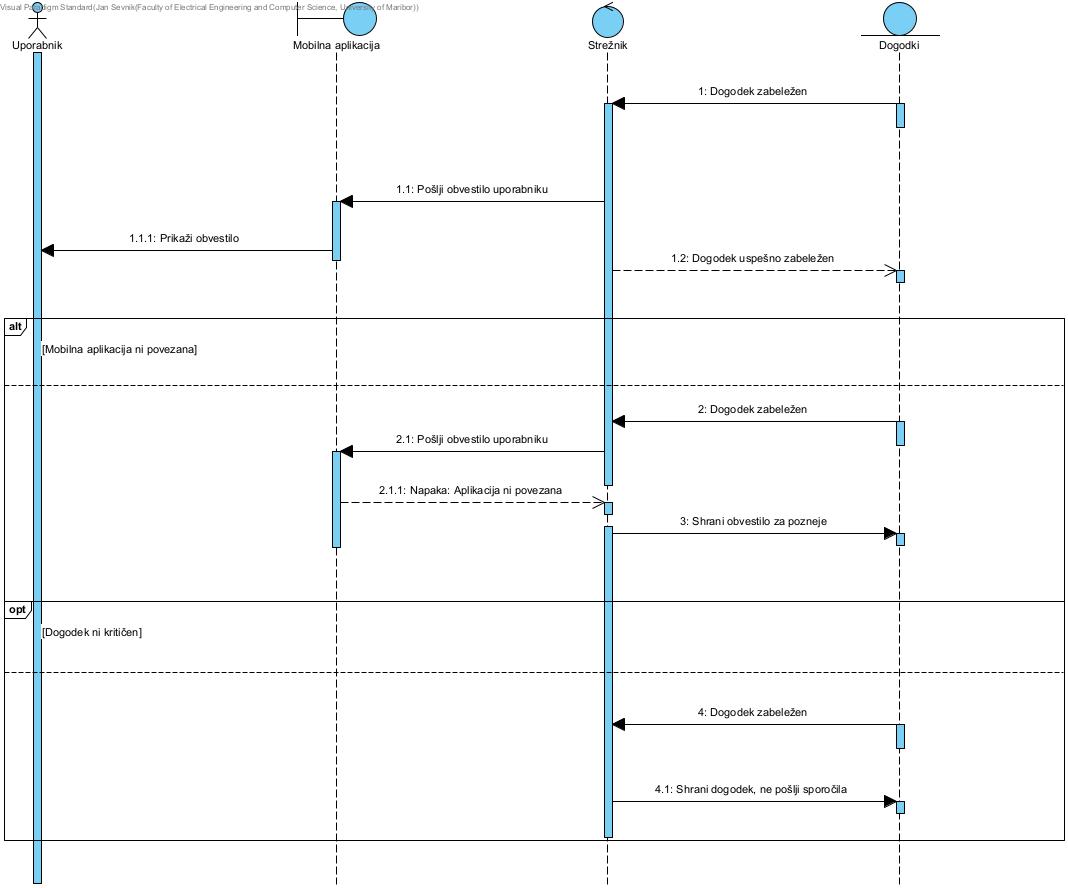 Visual Paradigm Standard(Jan Sevnik(Faculty of Electrical Engineering and Computer Science, University of Maribor))
Uporabnik
Mobilna aplikacija
Strežnik
Dogodki
1: Dogodek zabeležen
1.1: Pošlji obvestilo uporabniku
1.1.1: Prikaži obvestilo
1.2: Dogodek uspešno zabeležen
alt
[Mobilna aplikacija ni povezana]
2: Dogodek zabeležen
2.1: Pošlji obvestilo uporabniku
2.1.1: Napaka: Aplikacija ni povezana
3: Shrani obvestilo za pozneje
opt
[Dogodek ni kritičen]
4: Dogodek zabeležen
4.1: Shrani dogodek, ne pošlji sporočila